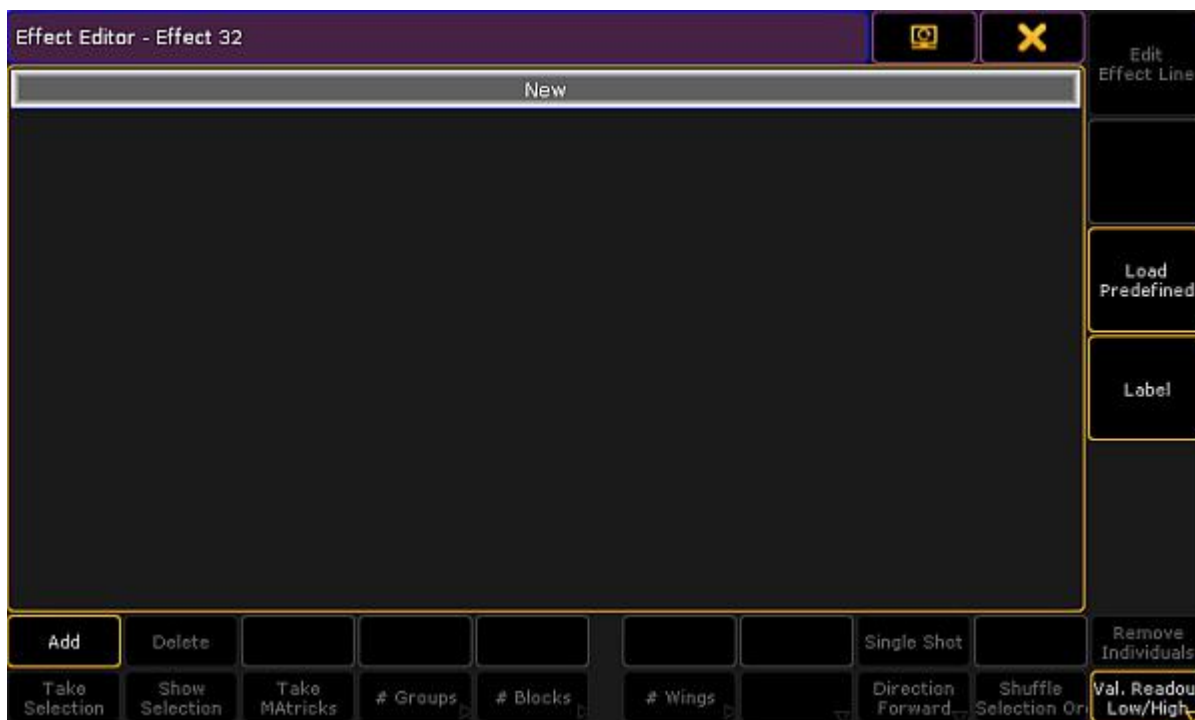 Effect Editor - Effect 32
Edit
Effect Line
New
Load
Predefined
Label
Add
Delete
Single Shot
Remove
Individuals
Take
Selection
Show
Selection
Take
MAtricks
# Groups
# Blocks
# Wings
Direction
Forward
Shuffle
Selection Or
Val. Readou
Low/High